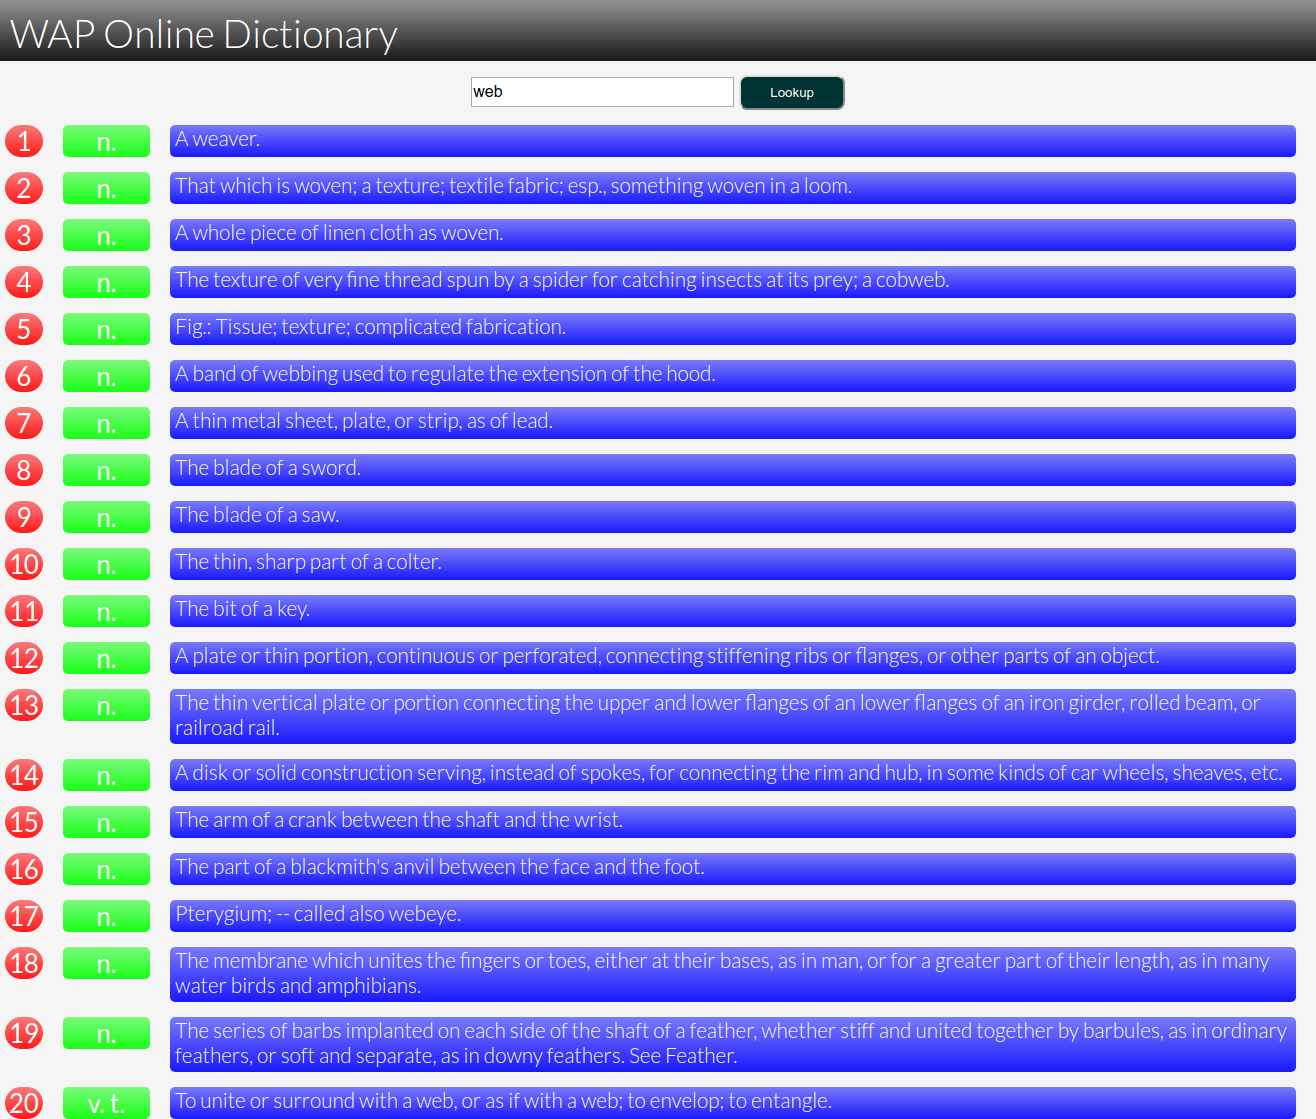 WAP Online Dictionary
web
Lookup
1 n. A weaver.
2 n. That which is woven; a texture; textile fabric; esp., something woven in a loom.
3 n. A whole piece of linen cloth as woven.
4 n. The texture of very fine thread spun by a spider for catching insects at its prey; a cobweb.
5 n. Fig.: Tissue; texture; complicated fabrication.
6 n. A band of webbing used to regulate the extension of the hood.
7 n. A thin metal sheet, plate, or strip, as of lead.
8 n. The blade of a sword.
9 n. The blade of a saw.
10 n. The thin, sharp part of a colter.
11 n. The bit of a key.
12 n. A plate or thin portion, continuous or perforated, connecting stiffening ribs or flanges, or other parts of an object.
13 n. The thin vertical plate or portion connecting the upper and lower flanges of an lower flanges of an iron girder, rolled beam, or
railroad rail.
14 n. A disk or solid construction serving, instead of spokes, for connecting the rim and hub, in some kinds of car wheels, sheaves, etc.
15 n. The arm of a crank between the shaft and the wrist.
16 n. The part of a blackmith's anvil between the face and the foot.
17 n. Pterygium; -- called also webeye.
18 n. The membrane which unites the fingers or toes, either at their bases, as in man, or for a greater part of their length, as in many
water birds and amphibians.
19 n. The series of barbs implanted on each side of the shaft of a feather, whether stiff and united together by barbules, as in ordinary
feathers, or soft and separate, as in downy feathers. See Feather.
20 v. t. To unite or surround with a web, or as if with a web; to envelop; to entangle.